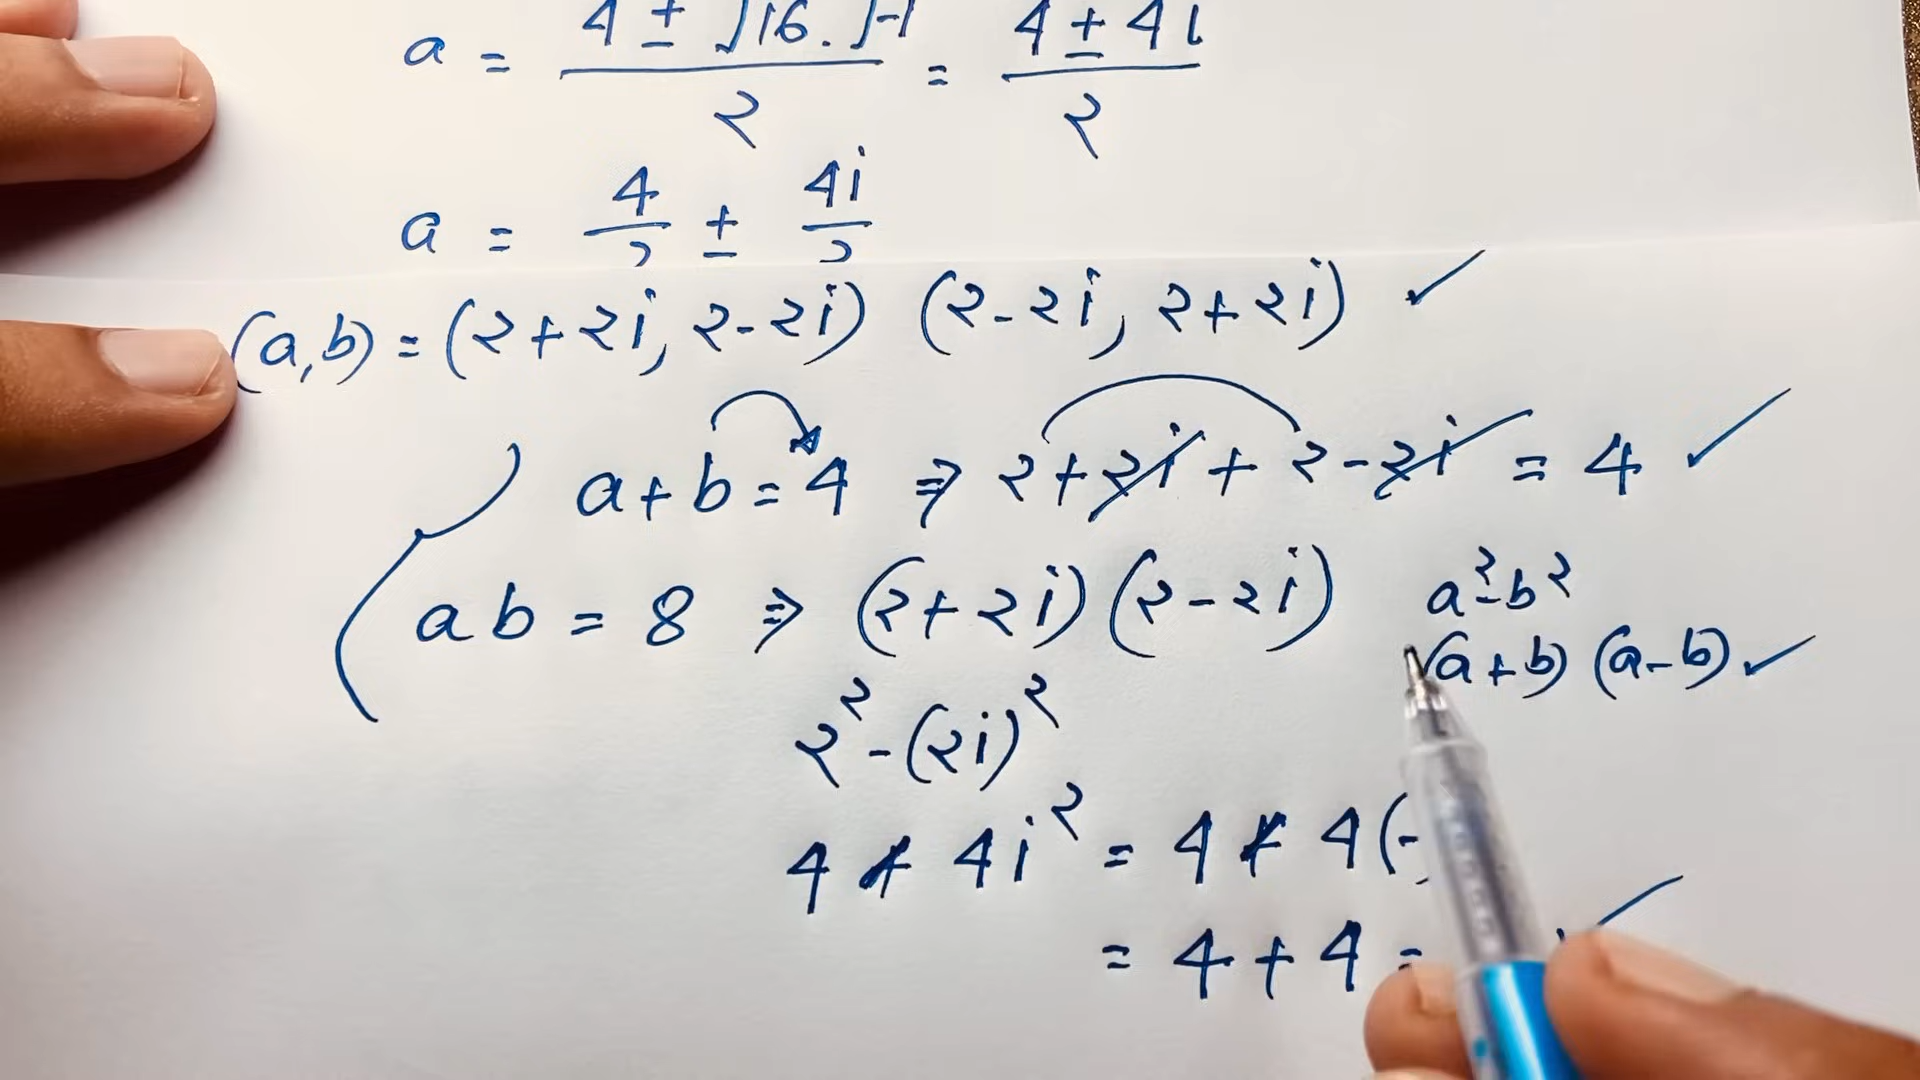 a = 4 ± √16 . √-1 / 2 = 4 ± 4i / 2
a = 4/2 ± 4i/2
(a,b) = (2+2i, 2-2i) (2-2i, 2+2i) ✓
a+b=4 ⇒ 2+2i+2-2i = 4 ✓
ab = 8 ⇒ (2+2i)(2-2i)
a²-b²
(a+b)(a-b) ✓
2²-(2i)²
4 - 4i² = 4 - 4(-
= 4+4 =